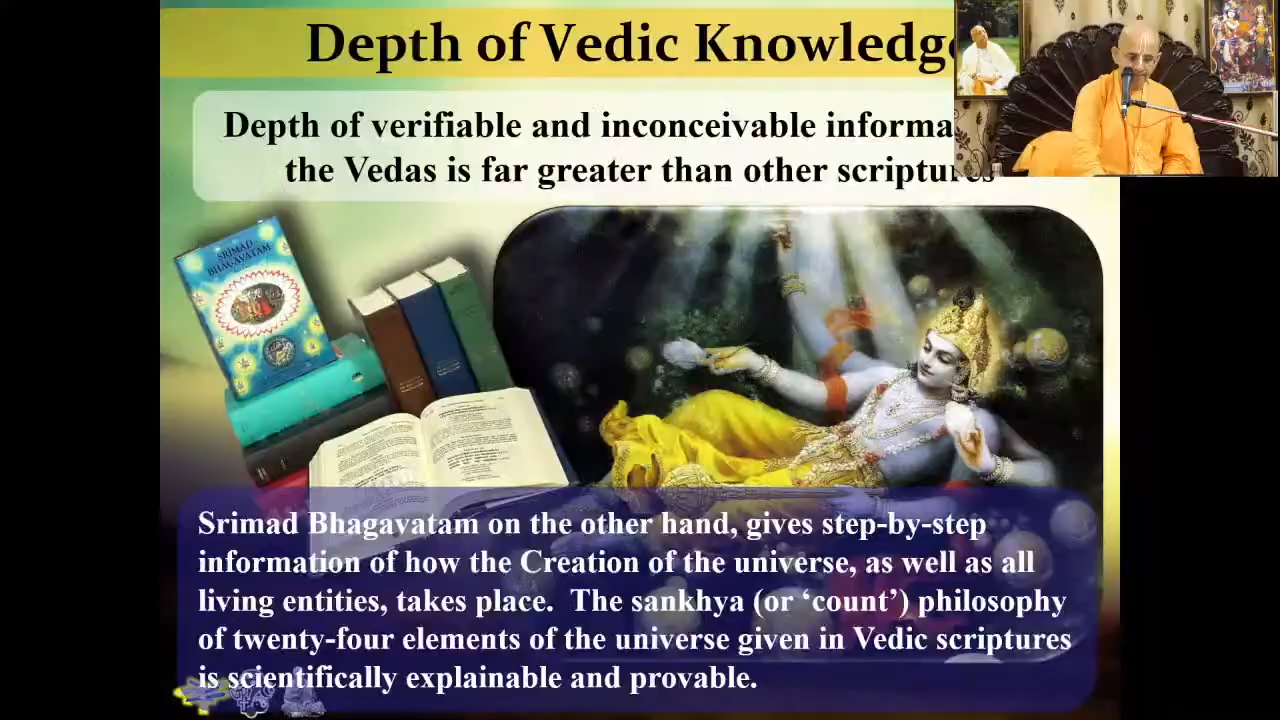 Depth of Vedic Knowledge
Depth of verifiable and inconceivable informa
the Vedas is far greater than other scriptures
SRIMAD
BHAGAVATAM
Srimad Bhagavatam on the other hand, gives step-by-step
information of how the Creation of the universe, as well as all
living entities, takes place. The sankhya (or ‘count’) philosophy
of twenty-four elements of the universe given in Vedic scriptures
is scientifically explainable and provable.